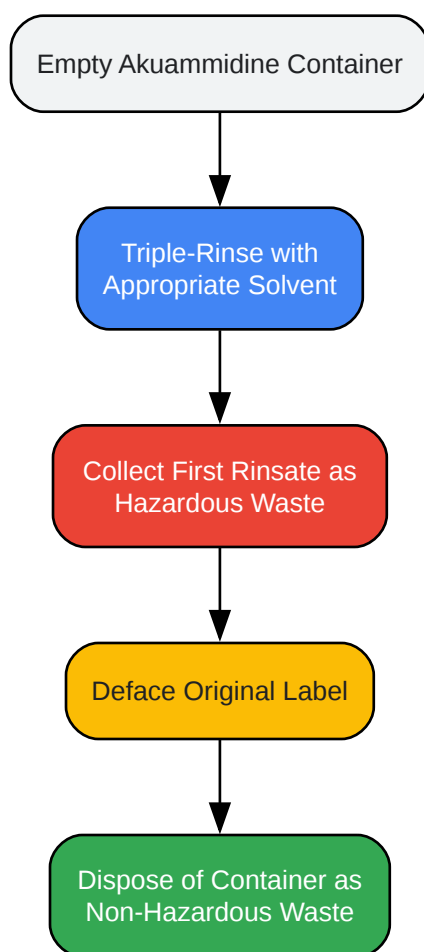 Empty Akuammidine Container
Triple-Rinse with
Appropriate Solvent
Collect First Rinsate as
Hazardous Waste
Deface Original Label
Dispose of Container as
Non-Hazardous Waste